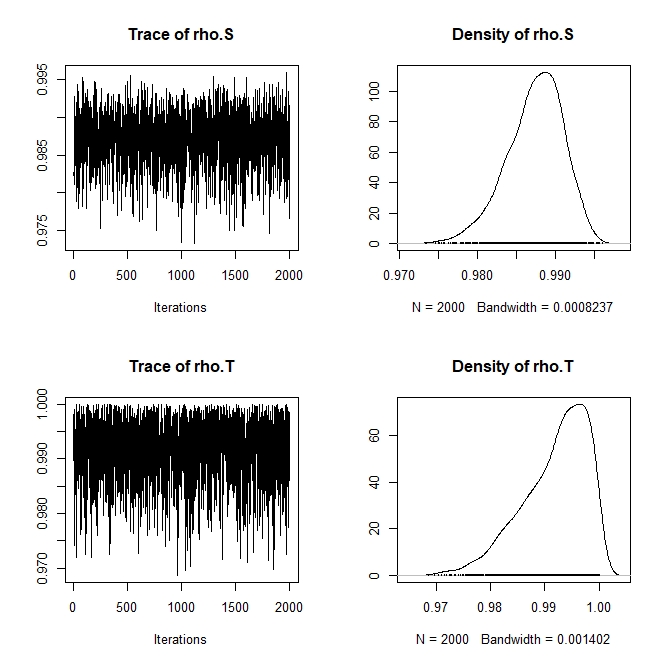 Trace of rho.S
0.995
0.985
0.975
0 500 1000 1500 2000
Iterations
Density of rho.S
100
80
60
40
20
0
0.970 0.980 0.990
N = 2000 Bandwidth = 0.0008237
Trace of rho.T
1.000
0.990
0.980
0.970
0 500 1000 1500 2000
Iterations
Density of rho.T
60
40
20
0
0.97 0.98 0.99 1.00
N = 2000 Bandwidth = 0.001402